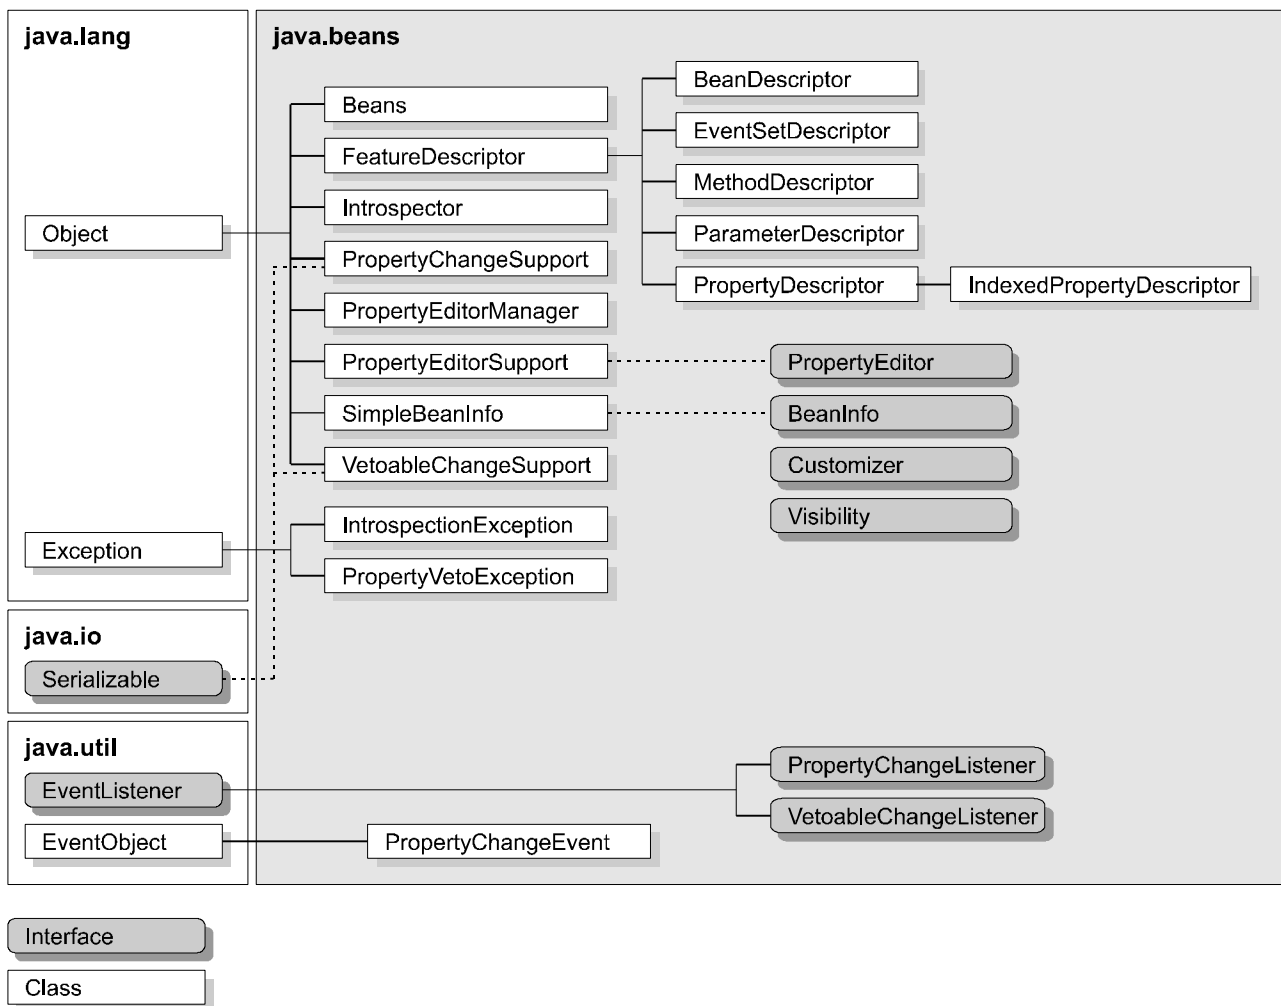 java.lang
java.beans
BeanDescriptor
Beans
EventSetDescriptor
FeatureDescriptor
MethodDescriptor
Introspector
Object
ParameterDescriptor
PropertyChangeSupport
PropertyDescriptor
IndexedPropertyDescriptor
PropertyEditorManager
PropertyEditorSupport
PropertyEditor
SimpleBeanInfo
BeanInfo
VetoableChangeSupport
Customizer
Visibility
IntrospectionException
Exception
PropertyVetoException
java.io
Serializable
java.util
PropertyChangeListener
EventListener
VetoableChangeListener
EventObject
PropertyChangeEvent
Interface
Class